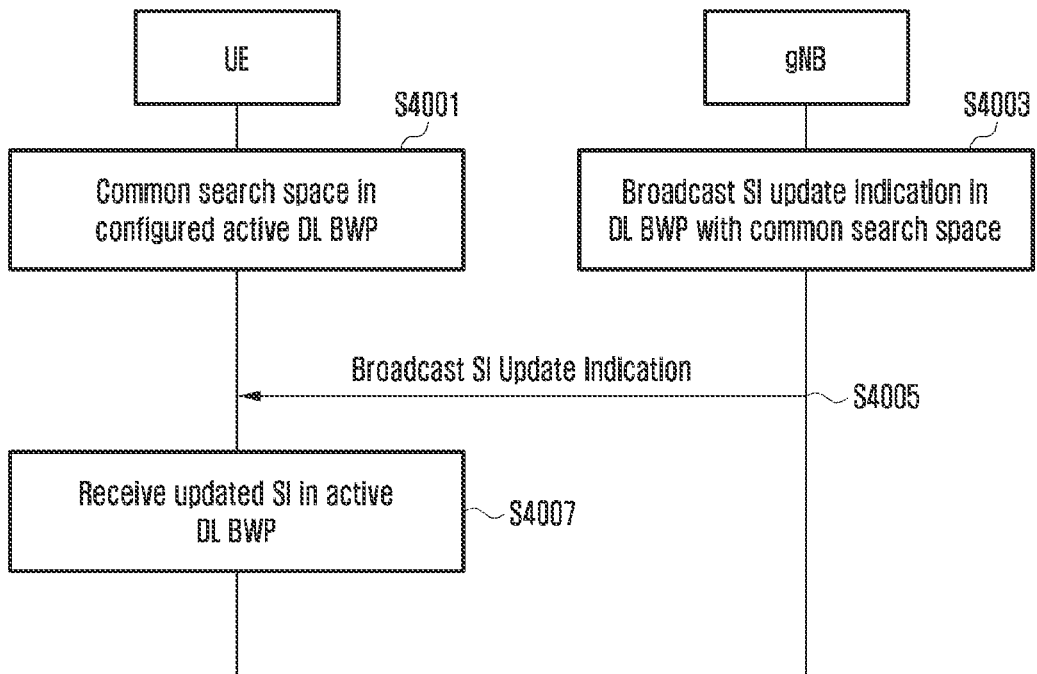 UE
gNB
S4001
S4003
Common search space in
configured active DL BWP
Broadcast SI update indication in
DL BWP with common search space
Broadcast SI Update Indication
S4005
Receive updated SI in active
DL BWP
S4007